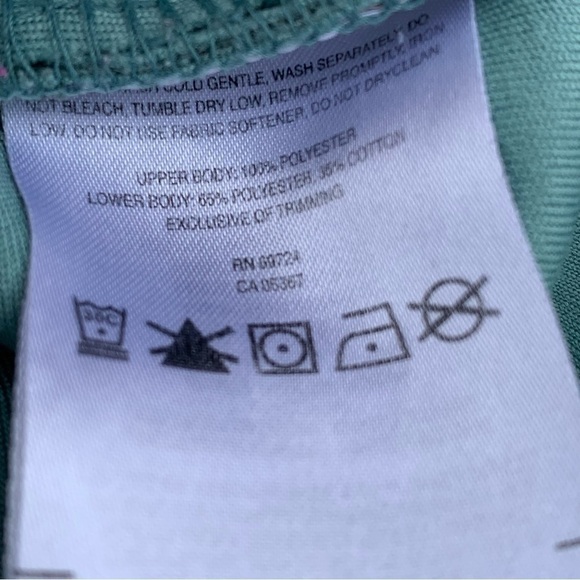 COLD GENTLE, WASH SEPARATELY, DO
NOT BLEACH, TUMBLE DRY LOW, REMOVE PROMPTLY, IRON
LOW, DO NOT USE FABRIC SOFTENER, DO NOT DRYCLEAN
UPPER BODY: 100% POLYESTER
LOWER BODY: 65% POLYESTER, 35% COTTON
EXCLUSIVE OF TRIMMING
RN 69724
CA 05367
30C